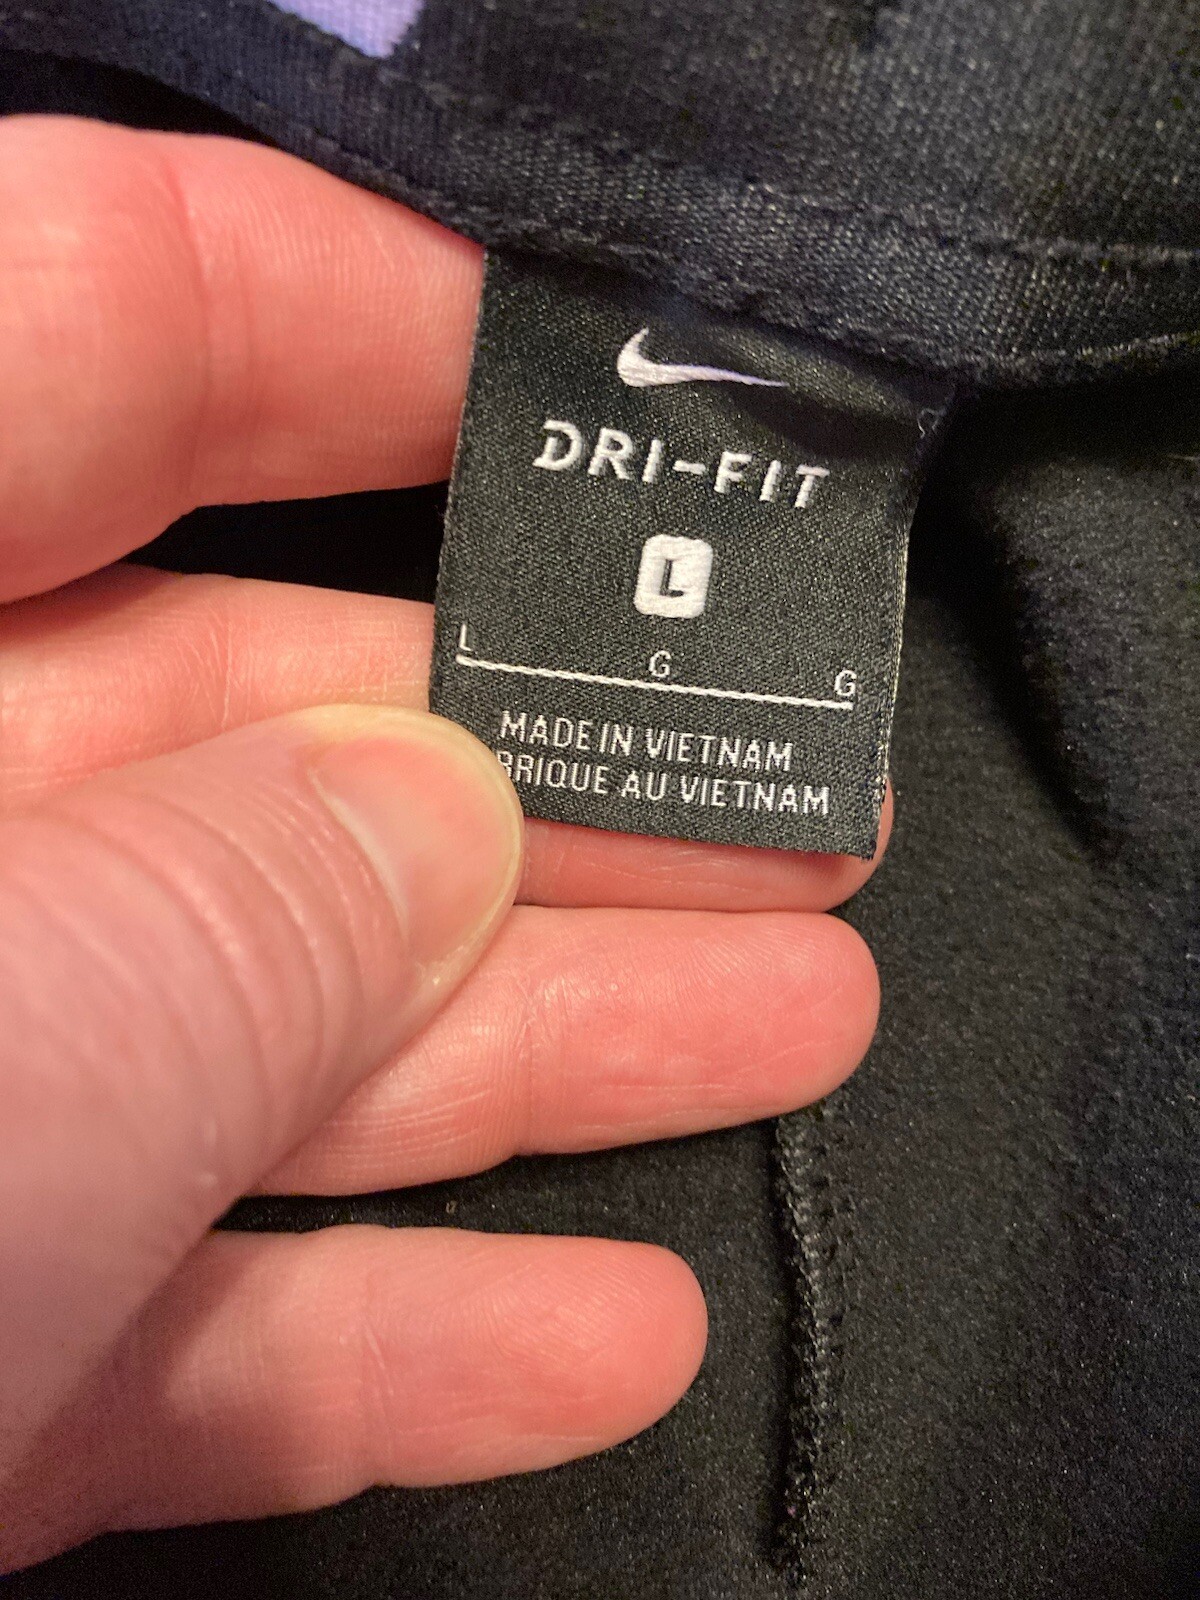 DRI-FIT
L
L G G
MADE IN VIETNAM
BRIQUE AU VIETNAM